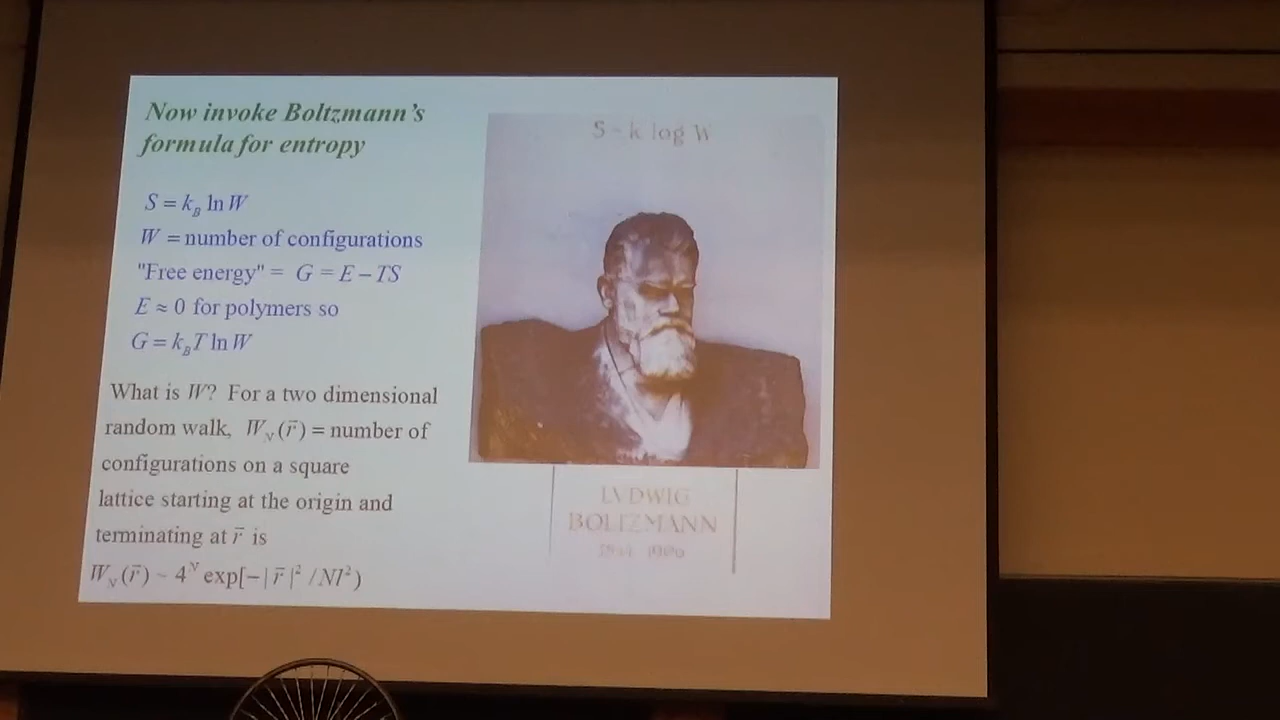 Now invoke Boltzmann's
formula for entropy
S = k_B ln W
W = number of configurations
"Free energy" = G = E − TS
E ≈ 0 for polymers so
G = k_B T ln W
What is W? For a two dimensional
random walk, W_N(r⃗) = number of
configurations on a square
lattice starting at the origin and
terminating at r⃗ is
W_N(r⃗) ~ 4^N exp[−|r⃗|² / Nl²)
S - k log W
LVDWIG
BOLTZMANN
1906